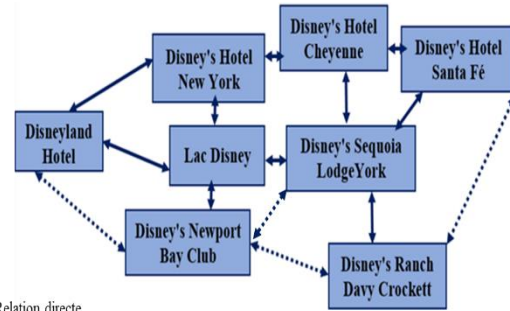 Disney's Hotel
Cheyenne
Disney's Hotel
Santa Fé
Disney's Hotel
New York
Disneyland
Hotel
Lac Disney
Disney's Sequoia
LodgeYork
Disney's Newport
Bay Club
Disney's Ranch
Davy Crockett
Relation directe